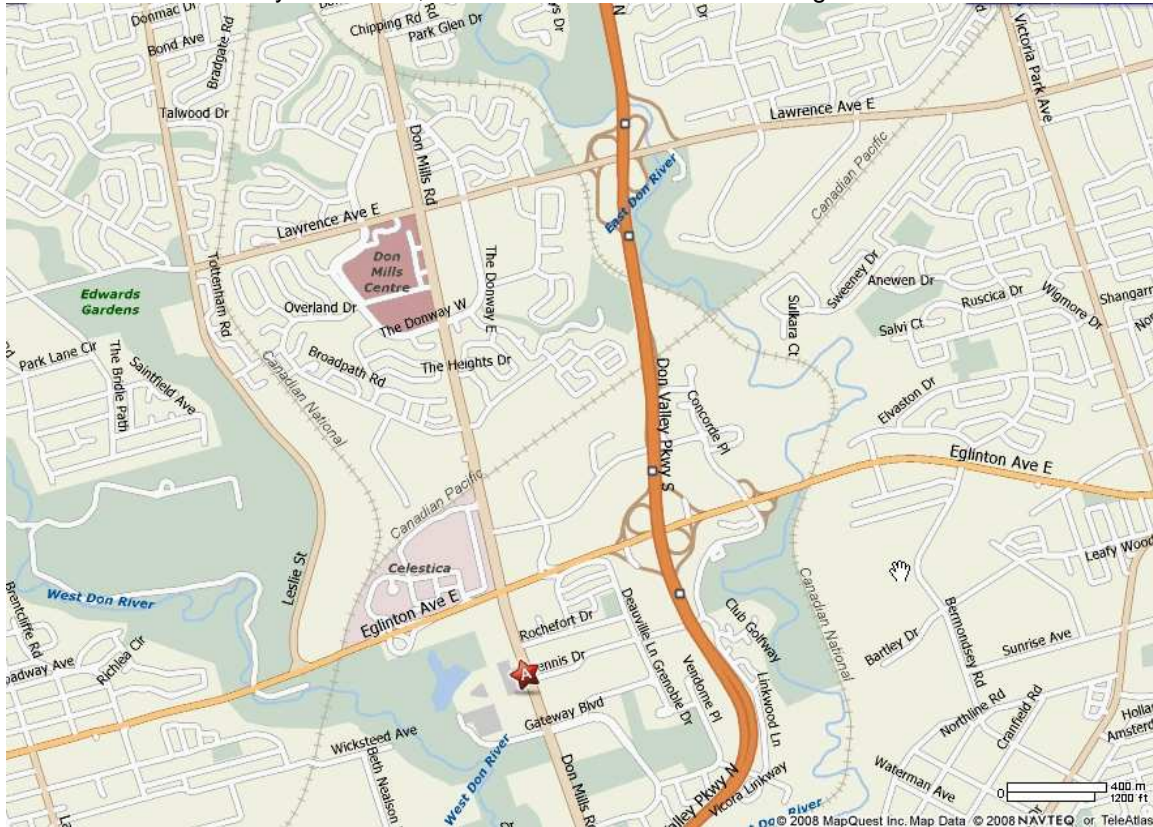 Donmac Dr
Chipping Rd
Park Glen Dr
N
Bond Ave
Bradgate Rd
Talwood Dr
Don Mills Rd
Lawrence Ave E
Victoria Park Ave
Canadian Pacific
East Don River
Lawrence Ave E
Don
Mills
Centre
Edwards
Gardens
Tottenham Rd
Overland Dr
The Donway W
The Donway E
Sweeney Dr
Anewen Dr
Ruscica Dr
Wigmore Dr
Sulkara Ct
Salvi Ct
Park Lane Cir
The Bridle Path
Saintfield Ave
Broadpath Rd
The Heights Dr
Canadian National
Don Valley Pkwy S
Concorde Pl
Elvaston Dr
Eglinton Ave E
Canadian Pacific
Celestica
Leslie St
West Don River
Eglinton Ave E
Brentcliffe Rd
Richlea Cir
Rochefort Dr
Deauville Ln
Grenoble Dr
Vendome Pl
Club Golfway
Linkwood Ln
Canadian National
Leafy Wood
Bermondsey Rd
Bartley Dr
Sunrise Ave
A
ennis Dr
Gateway Blvd
Wicksteed Ave
Beth Nealson
West Don River
Don Mills Rd
Valley Pkwy N
Vicora Linkway
Northline Rd
Cranfield Rd
Waterman Ave
0
400 m
1200 ft
© 2008 MapQuest Inc. Map Data © 2008 NAVTEQ or TeleAtlas